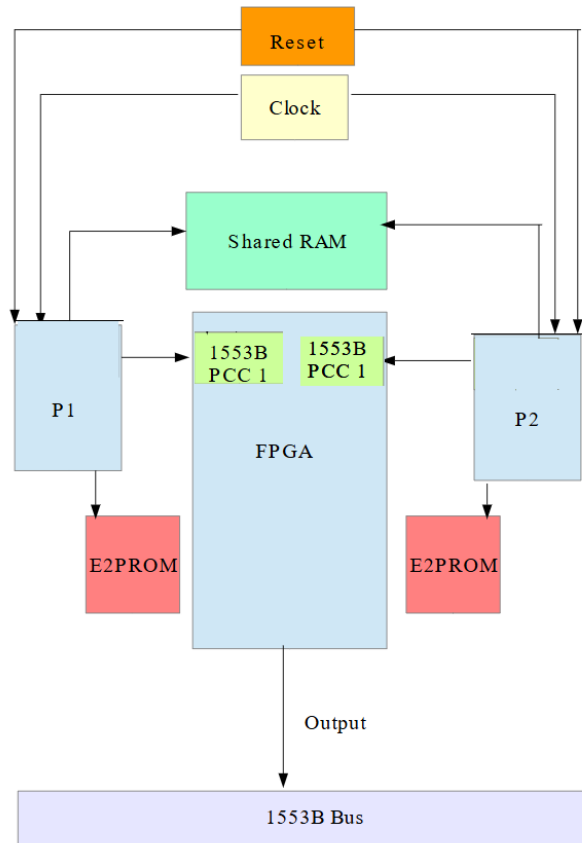 Reset
Clock
Shared RAM
1553B
PCC 1
1553B
PCC 1
P1
FPGA
P2
E2PROM
E2PROM
Output
1553B Bus